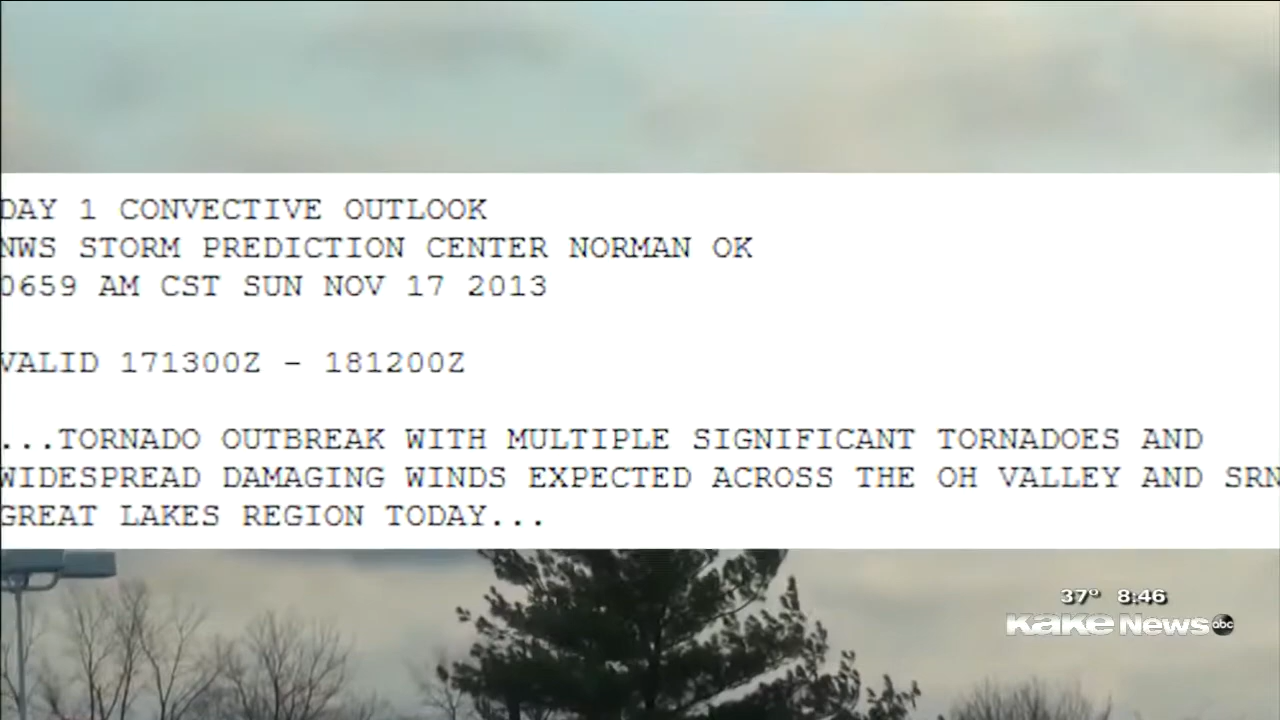 DAY 1 CONVECTIVE OUTLOOK
NWS STORM PREDICTION CENTER NORMAN OK
0659 AM CST SUN NOV 17 2013
VALID 171300Z - 181200Z
...TORNADO OUTBREAK WITH MULTIPLE SIGNIFICANT TORNADOES AND
WIDESPREAD DAMAGING WINDS EXPECTED ACROSS THE OH VALLEY AND SRN
GREAT LAKES REGION TODAY...
37° 8:46
KAKE News abc